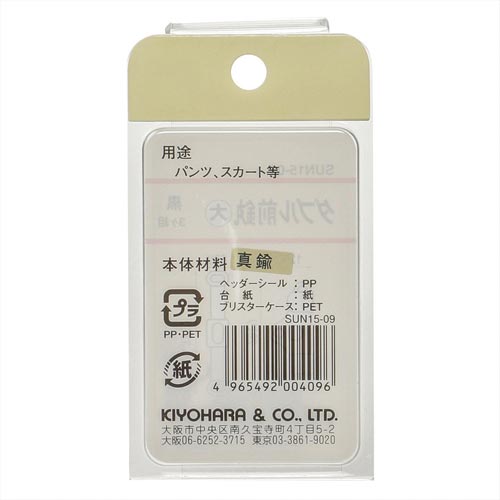 用途
パンツ、スカート等
本体材料 真鍮
ヘッダーシール：PP
台紙：紙
ブリスターケース：PET
SUN15-09
プラ
PP・PET
紙
4 965492 004096
KIYOHARA & CO., LTD.
大阪市中央区南久宝寺町4丁目5-2
大阪06-6252-3715 東京03-3861-9020